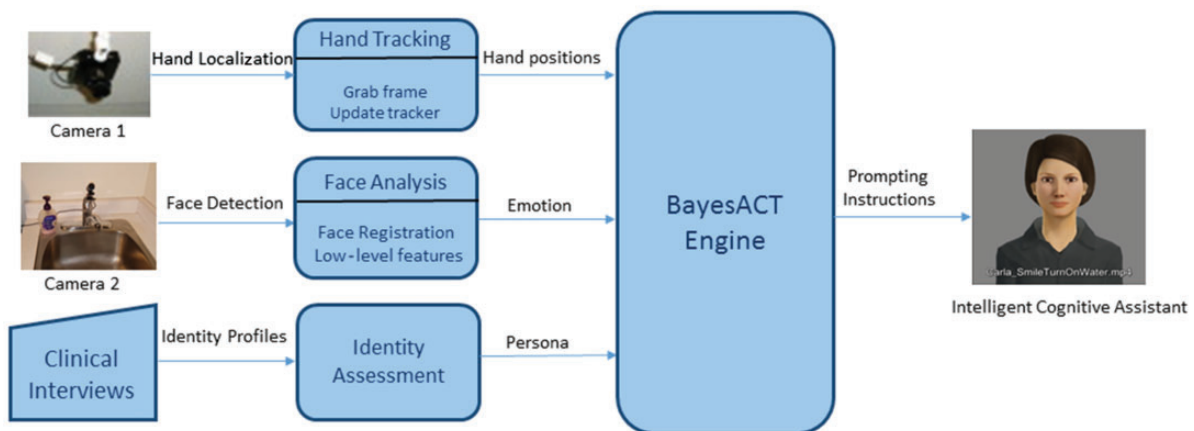 Camera 1
Hand Localization
Hand Tracking
Grab frame
Update tracker
Hand positions
Camera 2
Face Detection
Face Analysis
Face Registration
Low-level features
Emotion
Clinical
Interviews
Identity Profiles
Identity
Assessment
Persona
BayesACT
Engine
Prompting
Instructions
Tarla_SmileTurnOnWater.mp4
Intelligent Cognitive Assistant